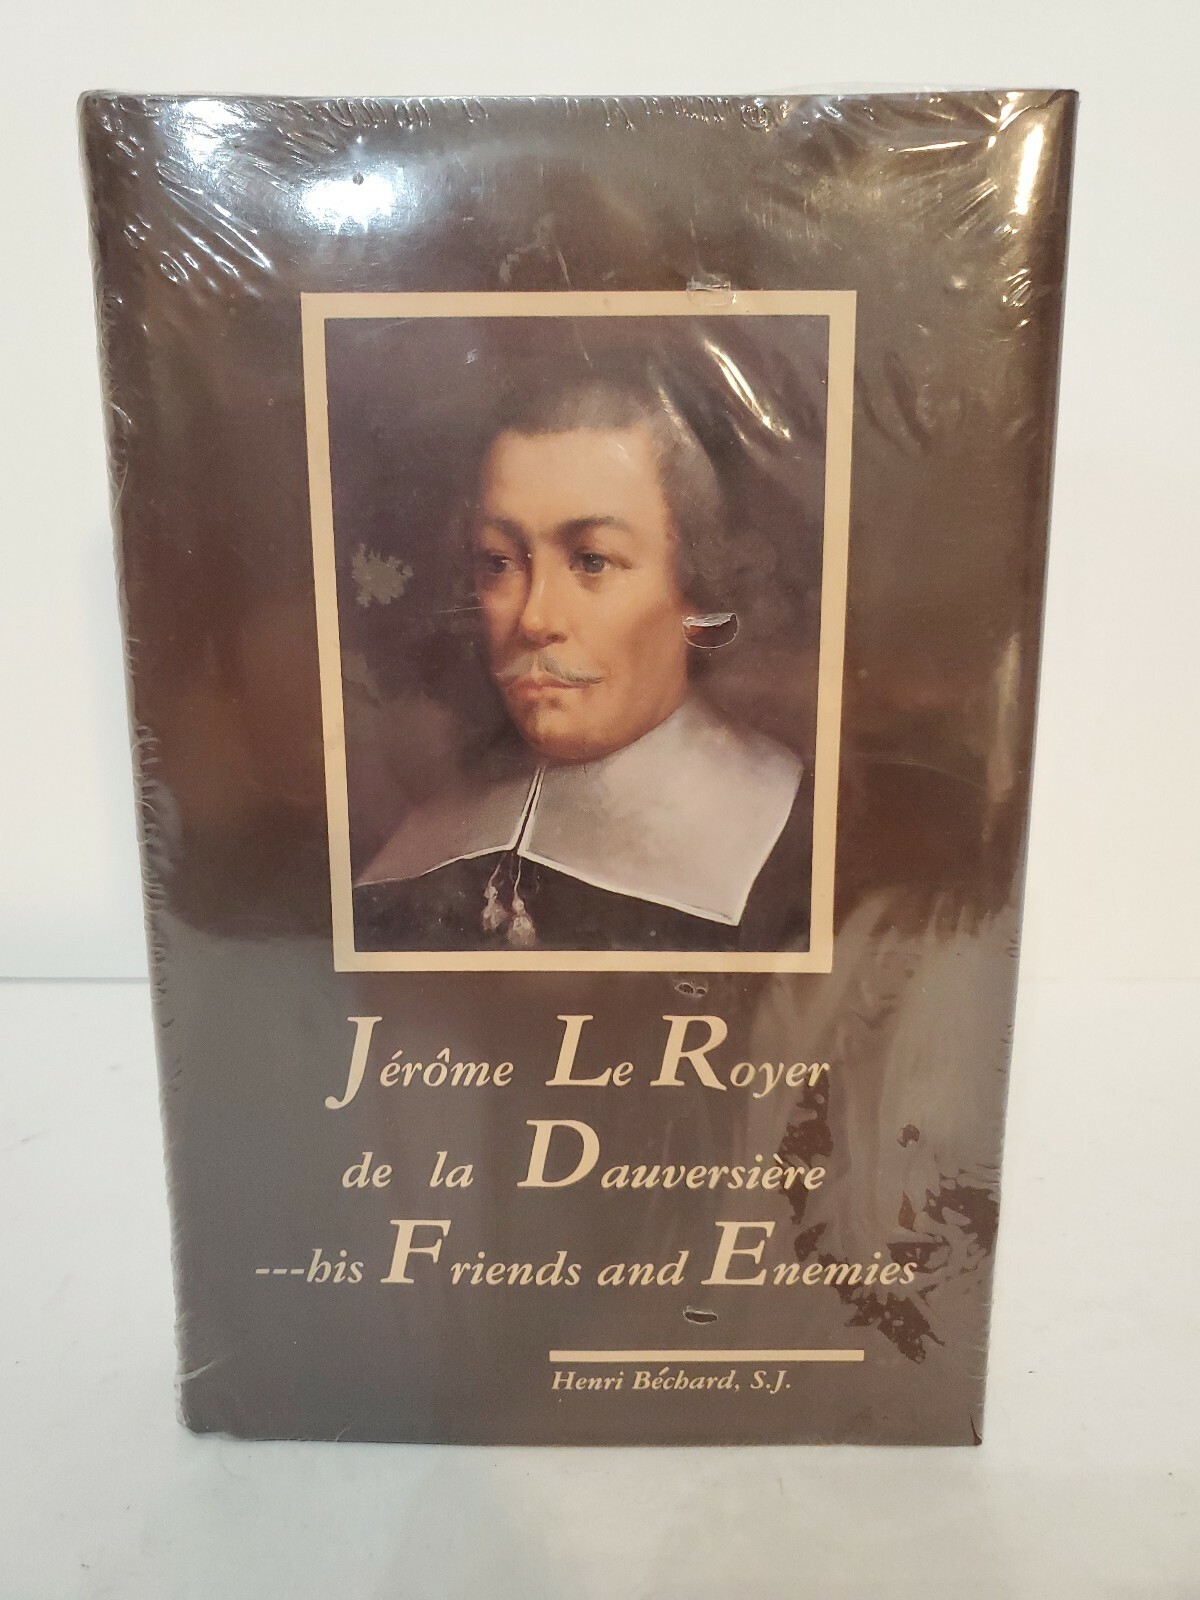 Jérôme Le Royer
de la Dauversière
---his Friends and Enemies
Henri Béchard, S.J.